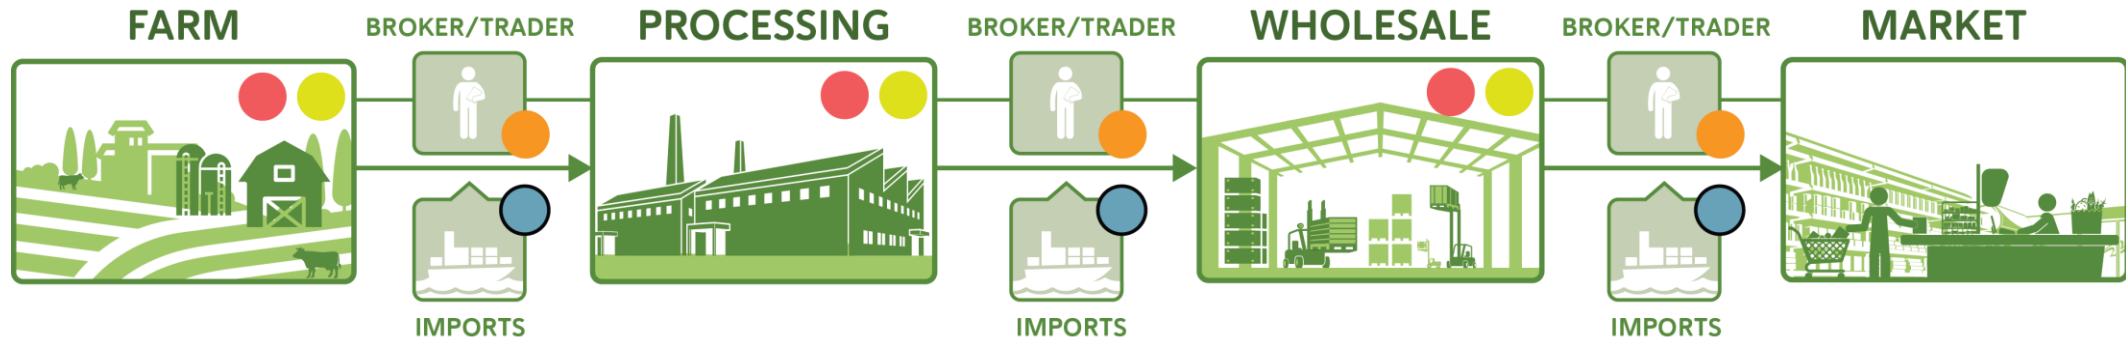 FARM
BROKER/TRADER
PROCESSING
BROKER/TRADER
WHOLESALE
BROKER/TRADER
MARKET
IMPORTS
IMPORTS
IMPORTS